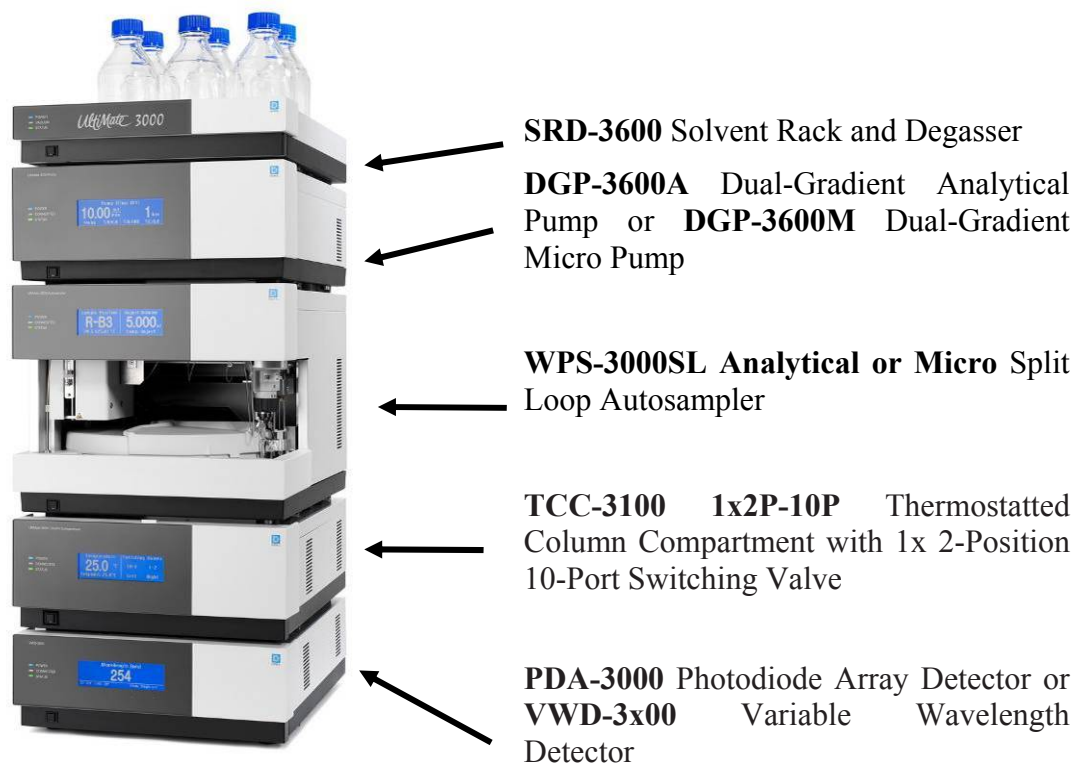 UltiMate 3000
SRD-3600 Solvent Rack and Degasser
DGP-3600A Dual-Gradient Analytical
Pump or DGP-3600M Dual-Gradient
Micro Pump
10.00 1
R-B3 5.000
WPS-3000SL Analytical or Micro Split
Loop Autosampler
TCC-3100 1x2P-10P Thermostatted
Column Compartment with 1x 2-Position
10-Port Switching Valve
25.0
254
PDA-3000 Photodiode Array Detector or
VWD-3x00 Variable Wavelength
Detector